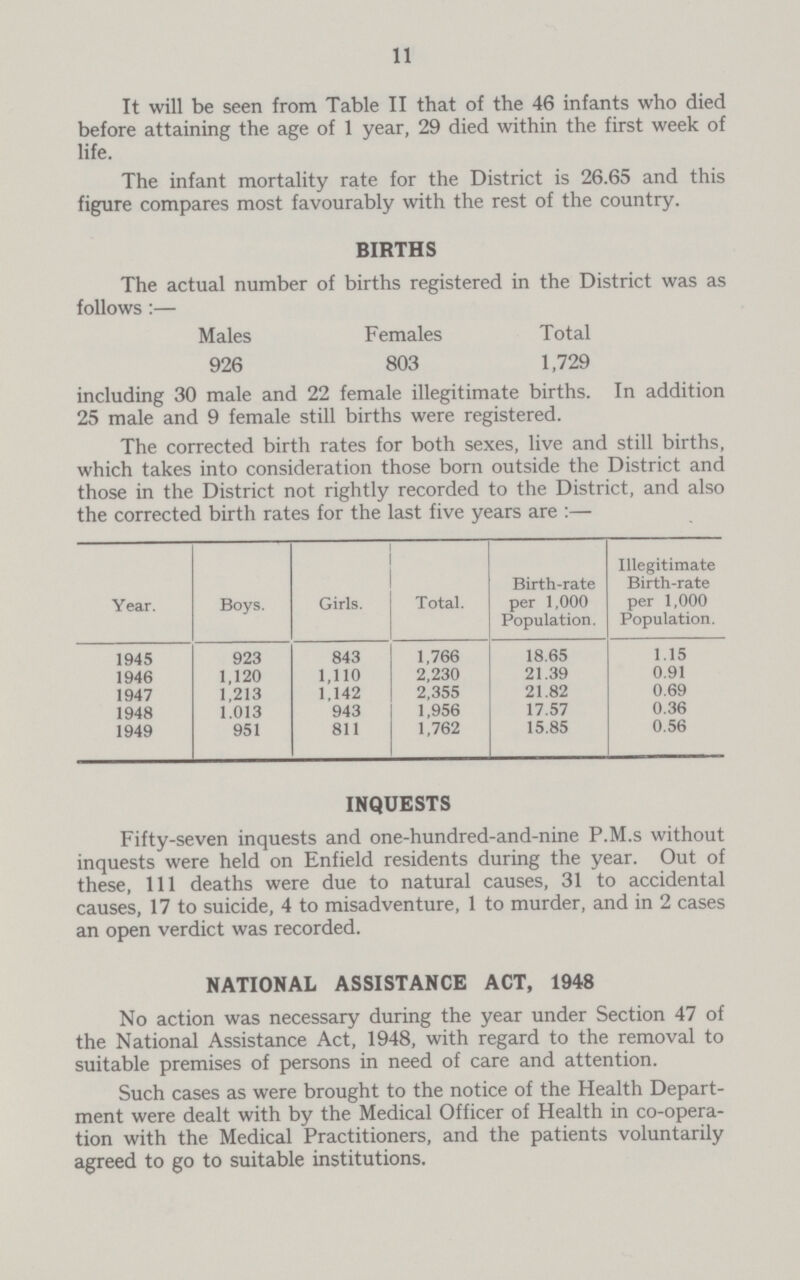 11
It will be seen from Table II that of the 46 infants who died
before attaining the age of 1 year, 29 died within the first week of
life.
The infant mortality rate for the District is 26.65 and this
figure compares most favourably with the rest of the country.
BIRTHS
The actual number of births registered in the District was as
follows :—
Males Females Total
926 803 1,729
including 30 male and 22 female illegitimate births. In addition
25 male and 9 female still births were registered.
The corrected birth rates for both sexes, live and still births,
which takes into consideration those born outside the District and
those in the District not rightly recorded to the District, and also
the corrected birth rates for the last five years are :—
Year. Boys. Girls. Total. Birth-rate per 1,000 Population. Illegitimate Birth-rate per 1,000 Population.
1945 923 843 1,766 18.65 1.15
1946 1,120 1,110 2,230 21.39 0.91
1947 1,213 1,142 2,355 21.82 0.69
1948 1.013 943 1,956 17.57 0.36
1949 951 811 1,762 15.85 0.56
INQUESTS
Fifty-seven inquests and one-hundred-and-nine P.M.s without
inquests were held on Enfield residents during the year. Out of
these, 111 deaths were due to natural causes, 31 to accidental
causes, 17 to suicide, 4 to misadventure, 1 to murder, and in 2 cases
an open verdict was recorded.
NATIONAL ASSISTANCE ACT, 1948
No action was necessary during the year under Section 47 of
the National Assistance Act, 1948, with regard to the removal to
suitable premises of persons in need of care and attention.
Such cases as were brought to the notice of the Health Depart-
ment were dealt with by the Medical Officer of Health in co-opera-
tion with the Medical Practitioners, and the patients voluntarily
agreed to go to suitable institutions.